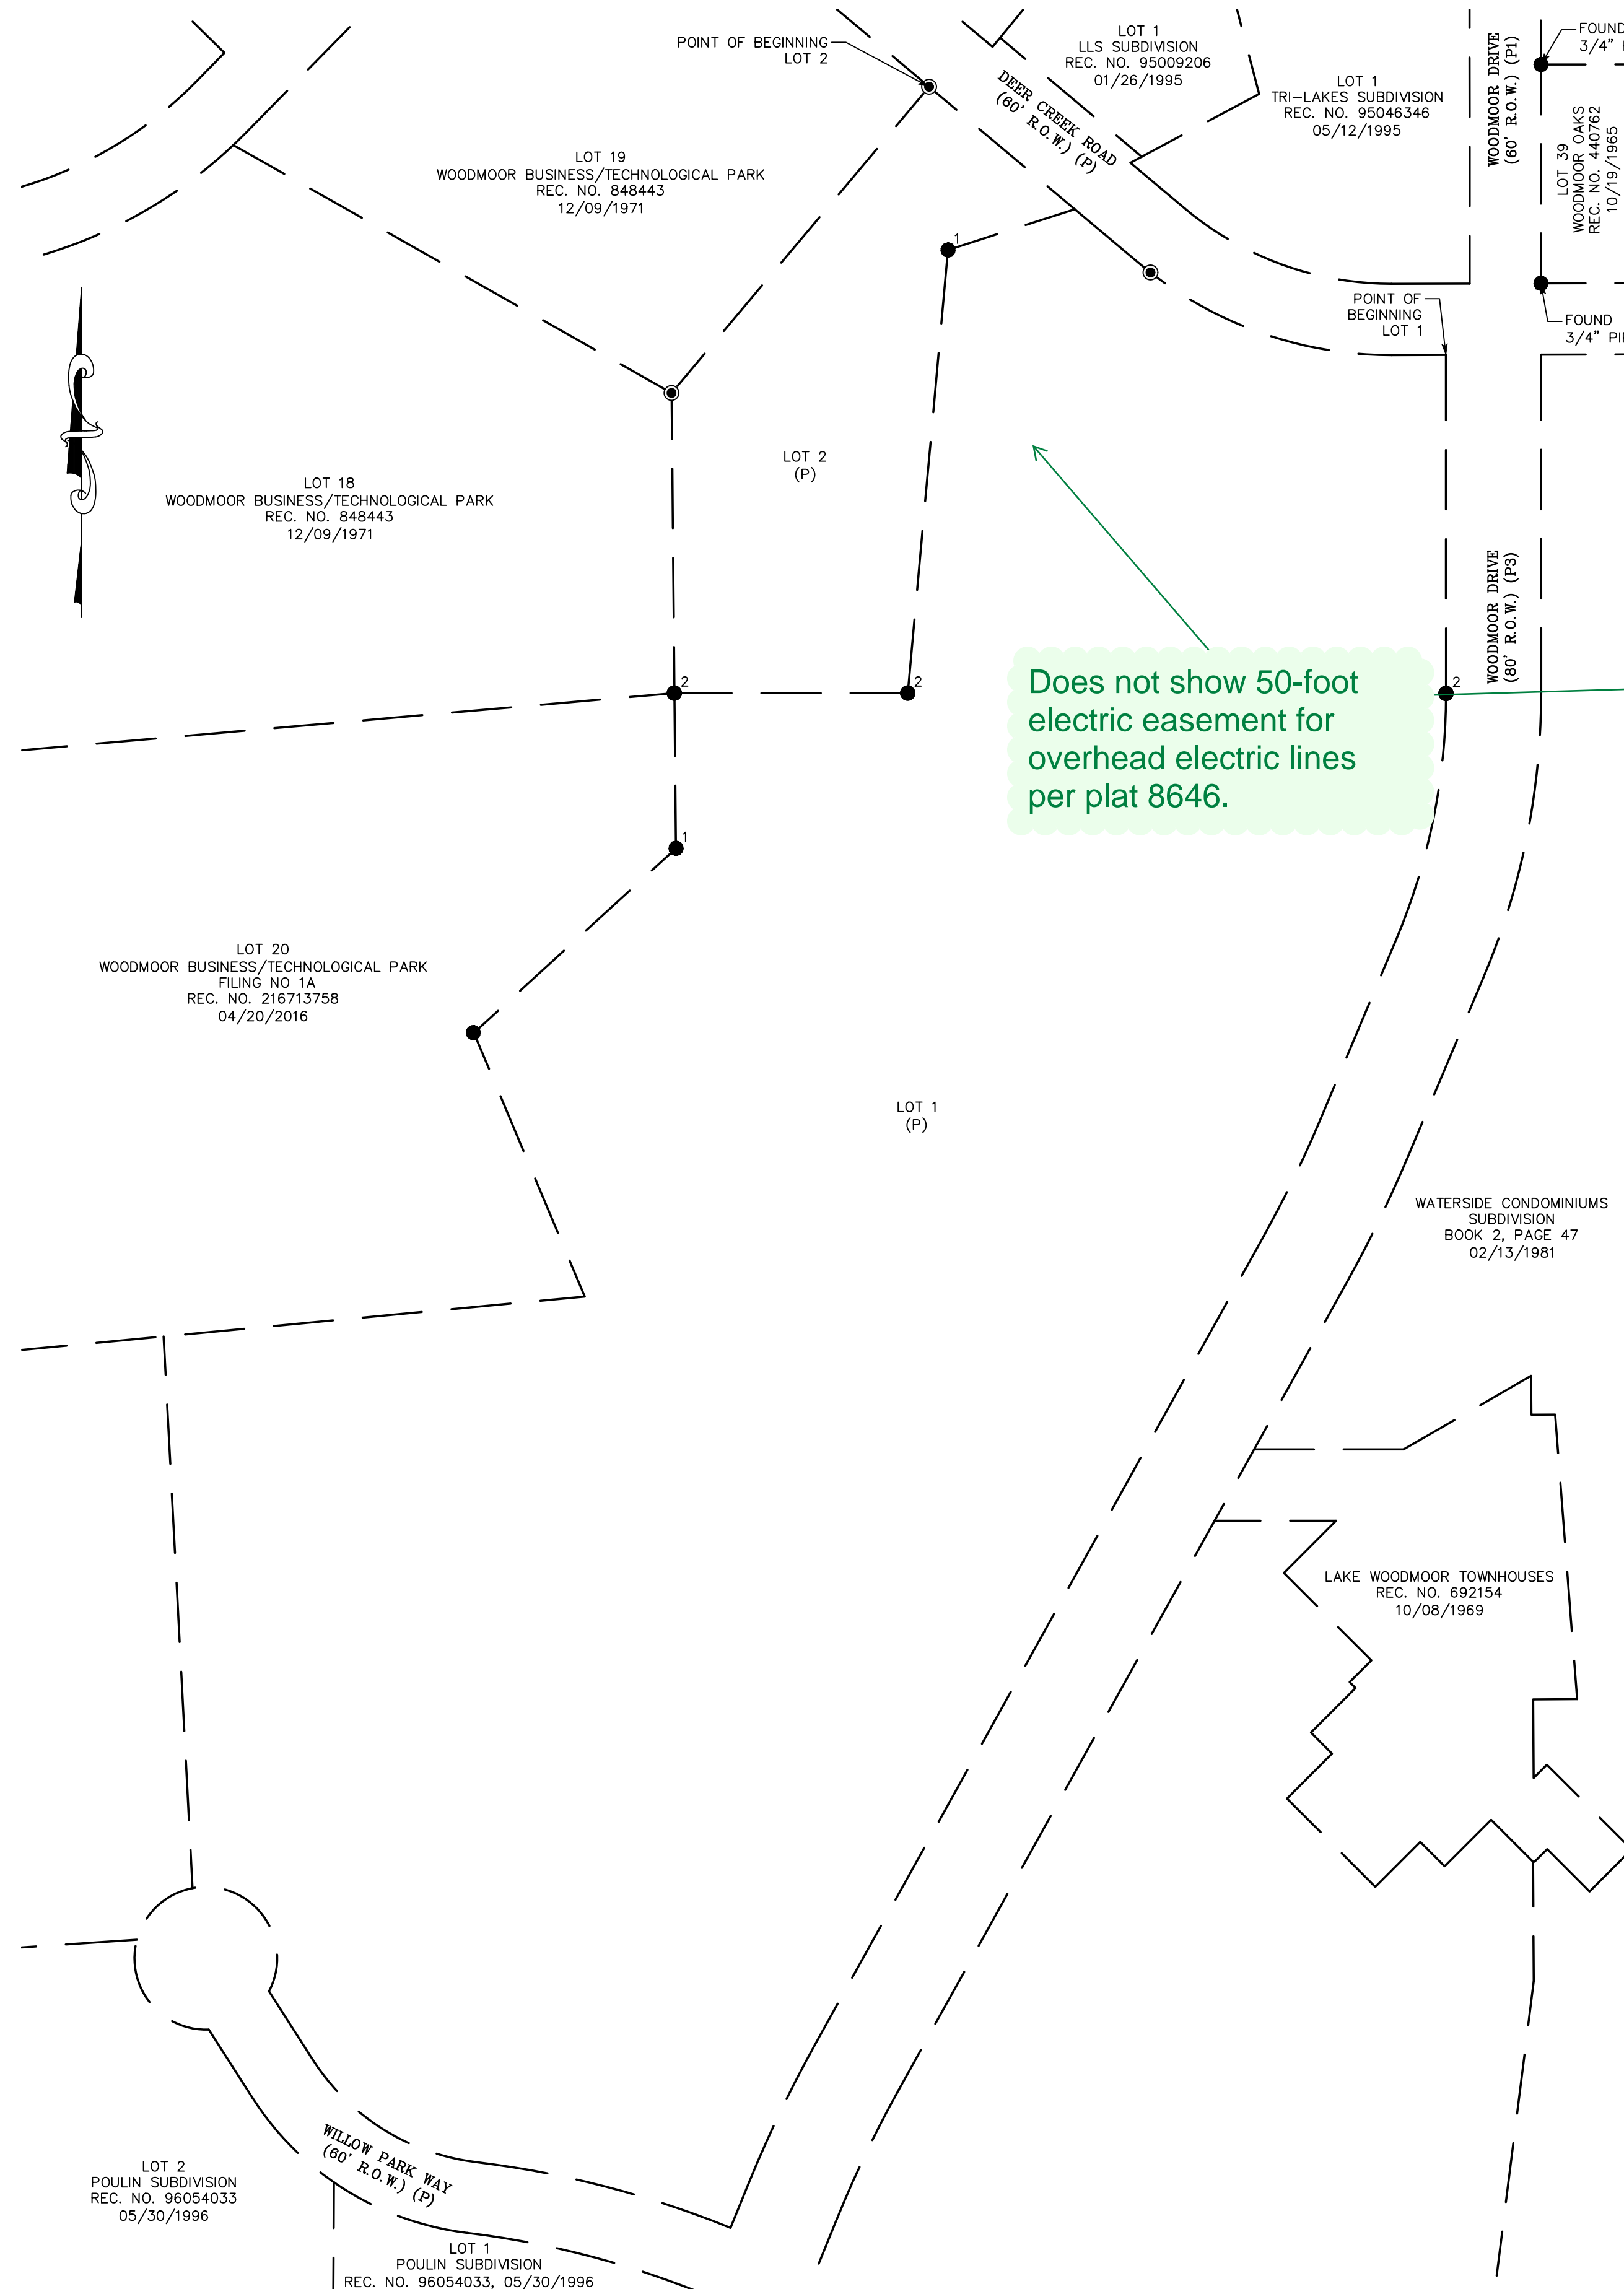 POINT OF BEGINNING
LOT 2
LOT 1
LLS SUBDIVISION
REC. NO. 95009206
01/26/1995
DEER CREEK ROAD
(60' R.O.W.) (P)
LOT 1
TRI-LAKES SUBDIVISION
REC. NO. 95046346
05/12/1995
WOODMOOR DRIVE
(60' R.O.W.) (P1)
FOUND
3/4"
LOT 39
WOODMOOR OAKS
REC. NO. 440762
10/19/1965
LOT 19
WOODMOOR BUSINESS/TECHNOLOGICAL PARK
REC. NO. 848443
12/09/1971
1
POINT OF
BEGINNING
LOT 1
FOUND
3/4"
LOT 2
(P)
LOT 18
WOODMOOR BUSINESS/TECHNOLOGICAL PARK
REC. NO. 848443
12/09/1971
WOODMOOR DRIVE
(80' R.O.W.) (P3)
2
2
2
Does not show 50-foot
electric easement for
overhead electric lines
per plat 8646.
1
LOT 20
WOODMOOR BUSINESS/TECHNOLOGICAL PARK
FILING NO 1A
REC. NO. 216713758
04/20/2016
LOT 1
(P)
WATERSIDE CONDOMINIUMS
SUBDIVISION
BOOK 2, PAGE 47
02/13/1981
LAKE WOODMOOR TOWNHOUSES
REC. NO. 692154
10/08/1969
WILLOW PARK WAY
(60' R.O.W.) (P)
LOT 2
POULIN SUBDIVISION
REC. NO. 96054033
05/30/1996
LOT 1
POULIN SUBDIVISION
REC. NO. 96054033, 05/30/1996